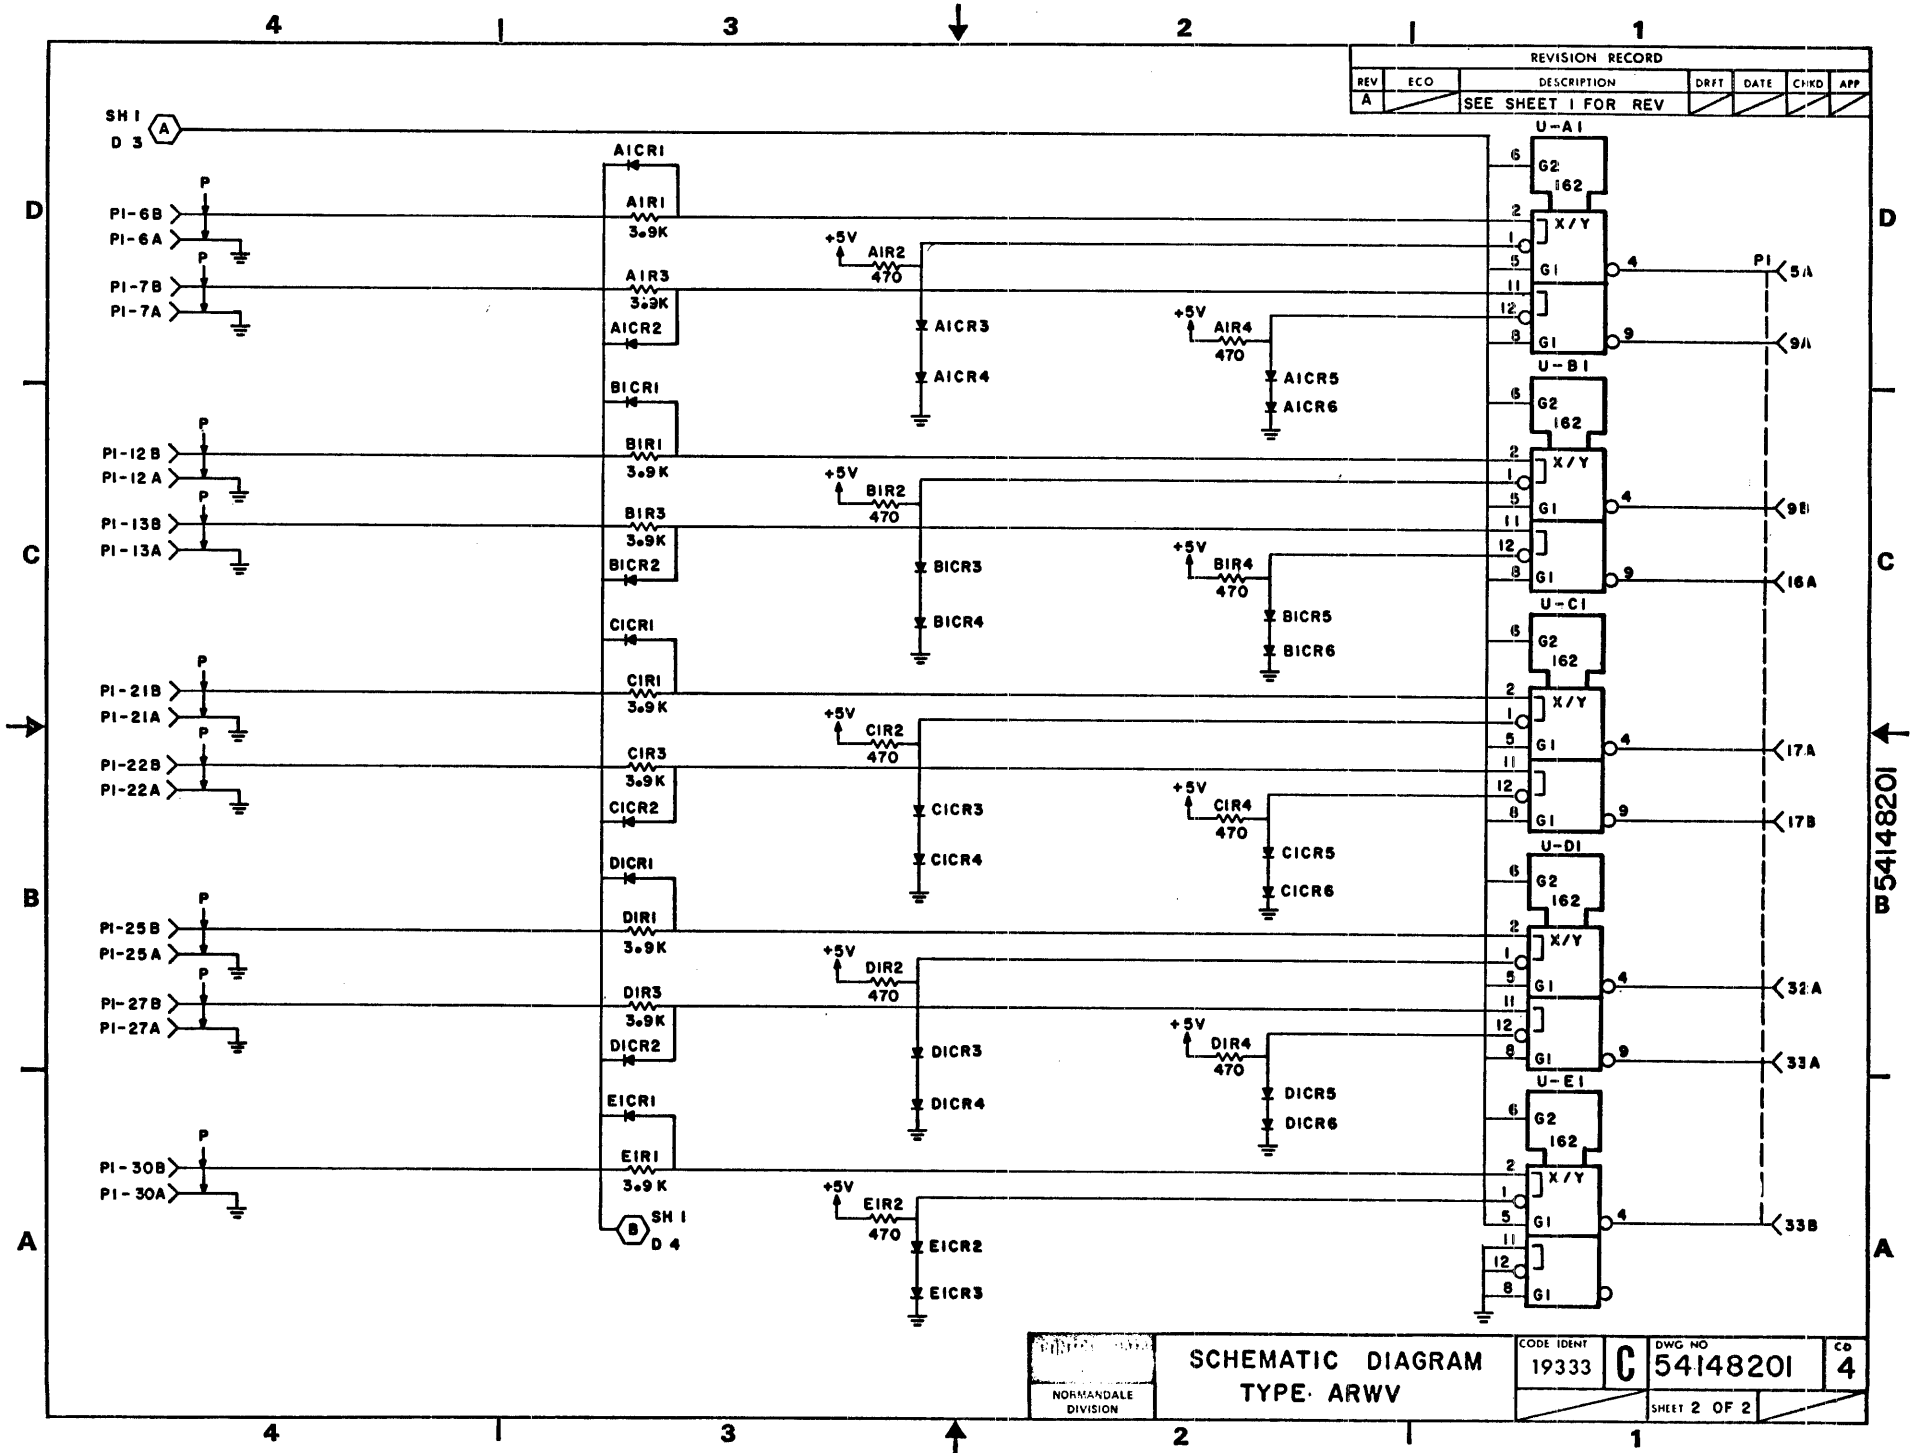 4 3 2 1
REVISION RECORD
REV ECO DESCRIPTION DRFT DATE CHKD APP
A SEE SHEET 1 FOR REV
SH 1
A
D 3
U-A1
6 G2
162
A1CR1
P
P1-6B
A1R1
3.9K
2 X/Y
D
D
P1-6A
+5V
A1R2
470
1
5 G1 4
P1
5A
P
P1-7B
A1R3
3.9K
11
P1-7A
A1CR2
A1CR3
+5V
A1R4
470
12
8 G1 9
9A
A1CR4
A1CR5
A1CR6
U-B1
6 G2
162
B1CR1
P
P1-12B
B1R1
3.9K
2 X/Y
P1-12A
+5V
B1R2
470
1
5 G1 4
9B
P
P1-13B
B1R3
3.9K
11
P1-13A
C
C
B1CR2
B1CR3
+5V
B1R4
470
12
8 G1 9
16A
B1CR4
B1CR5
B1CR6
U-C1
6 G2
162
C1CR1
P
P1-21B
C1R1
3.9K
2 X/Y
P1-21A
+5V
C1R2
470
1
5 G1 4
17A
P
P1-22B
C1R3
3.9K
11
P1-22A
C1CR2
C1CR3
+5V
C1R4
470
12
8 G1 9
17B
C1CR4
C1CR5
C1CR6
54148201
U-D1
6 G2
162
D1CR1
B
B
P
P1-25B
D1R1
3.9K
2 X/Y
P1-25A
+5V
D1R2
470
1
5 G1 4
32A
P
P1-27B
D1R3
3.9K
11
P1-27A
D1CR2
D1CR3
+5V
D1R4
470
12
8 G1 9
33A
D1CR4
D1CR5
D1CR6
U-E1
6 G2
162
E1CR1
P
P1-30B
E1R1
3.9K
2 X/Y
P1-30A
+5V
E1R2
470
1
5 G1 4
33B
B
SH 1
D 4
A
A
E1CR2
E1CR3
11
12
8 G1
NORMANDALE
DIVISION
SCHEMATIC DIAGRAM
TYPE ARWV
CODE IDENT
19333
C
DWG NO
54148201
CD
4
SHEET 2 OF 2
4 3 2 1